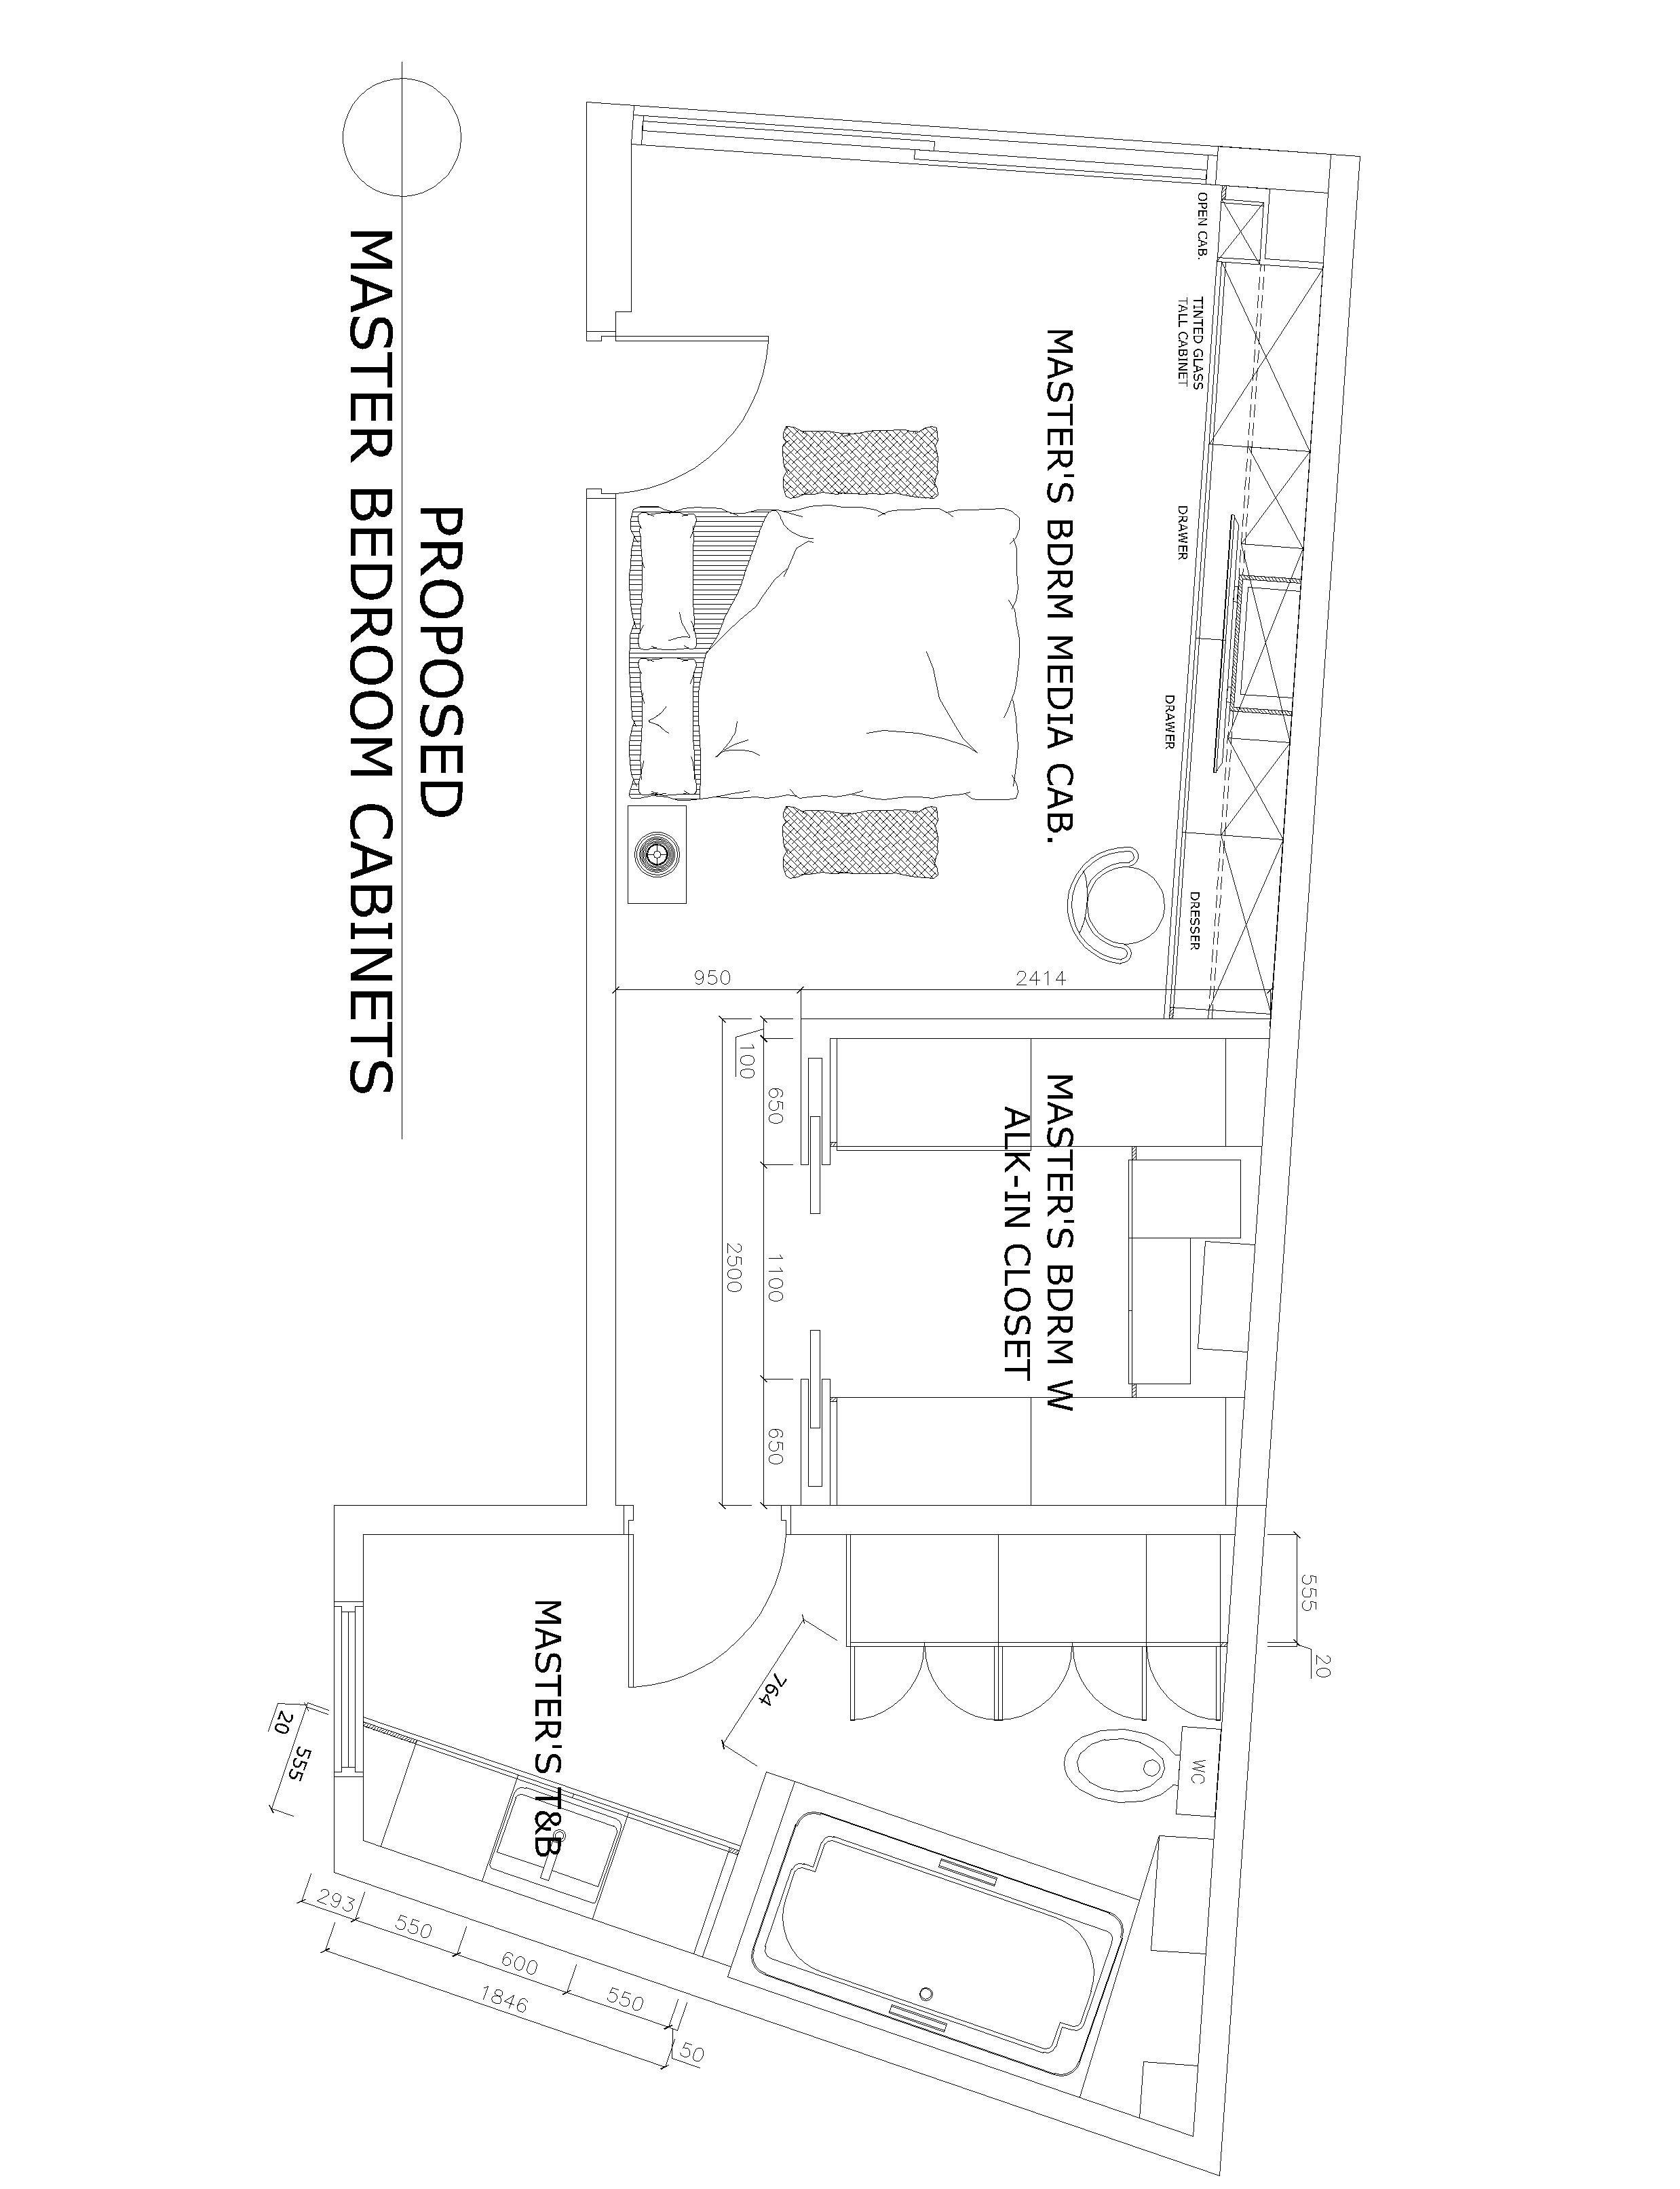 555
20
WC
OPEN CAB.
TINTED GLASS
TALL CABINET
DRAWER
DRAWER
DRESSER
MASTER'S BDRM MEDIA CAB.
2414
MASTER'S BDRM W
ALK-IN CLOSET
650
1100
650
100
2500
950
764
50
550
600
1846
550
293
MASTER'S T&B
555
20
PROPOSED
MASTER BEDROOM CABINETS